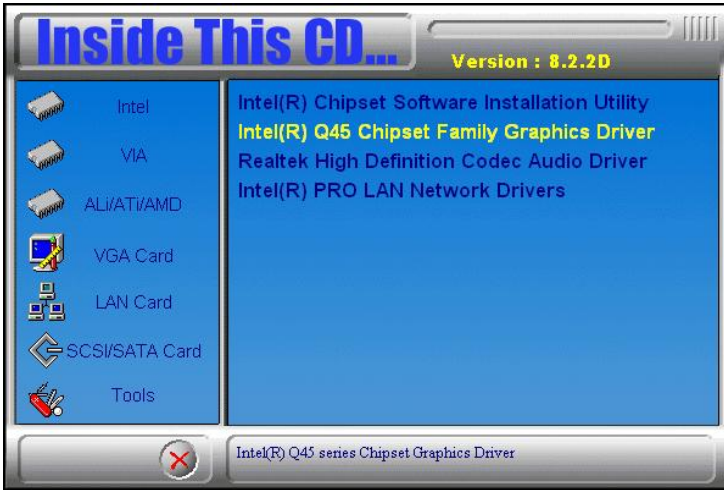 Inside This CD...
Version : 8.2.2D
Intel
VIA
ALi/ATi/AMD
VGA Card
LAN Card
SCSI/SATA Card
Tools
Intel(R) Chipset Software Installation Utility
Intel(R) Q45 Chipset Family Graphics Driver
Realtek High Definition Codec Audio Driver
Intel(R) PRO LAN Network Drivers
Intel(R) Q45 series Chipset Graphics Driver